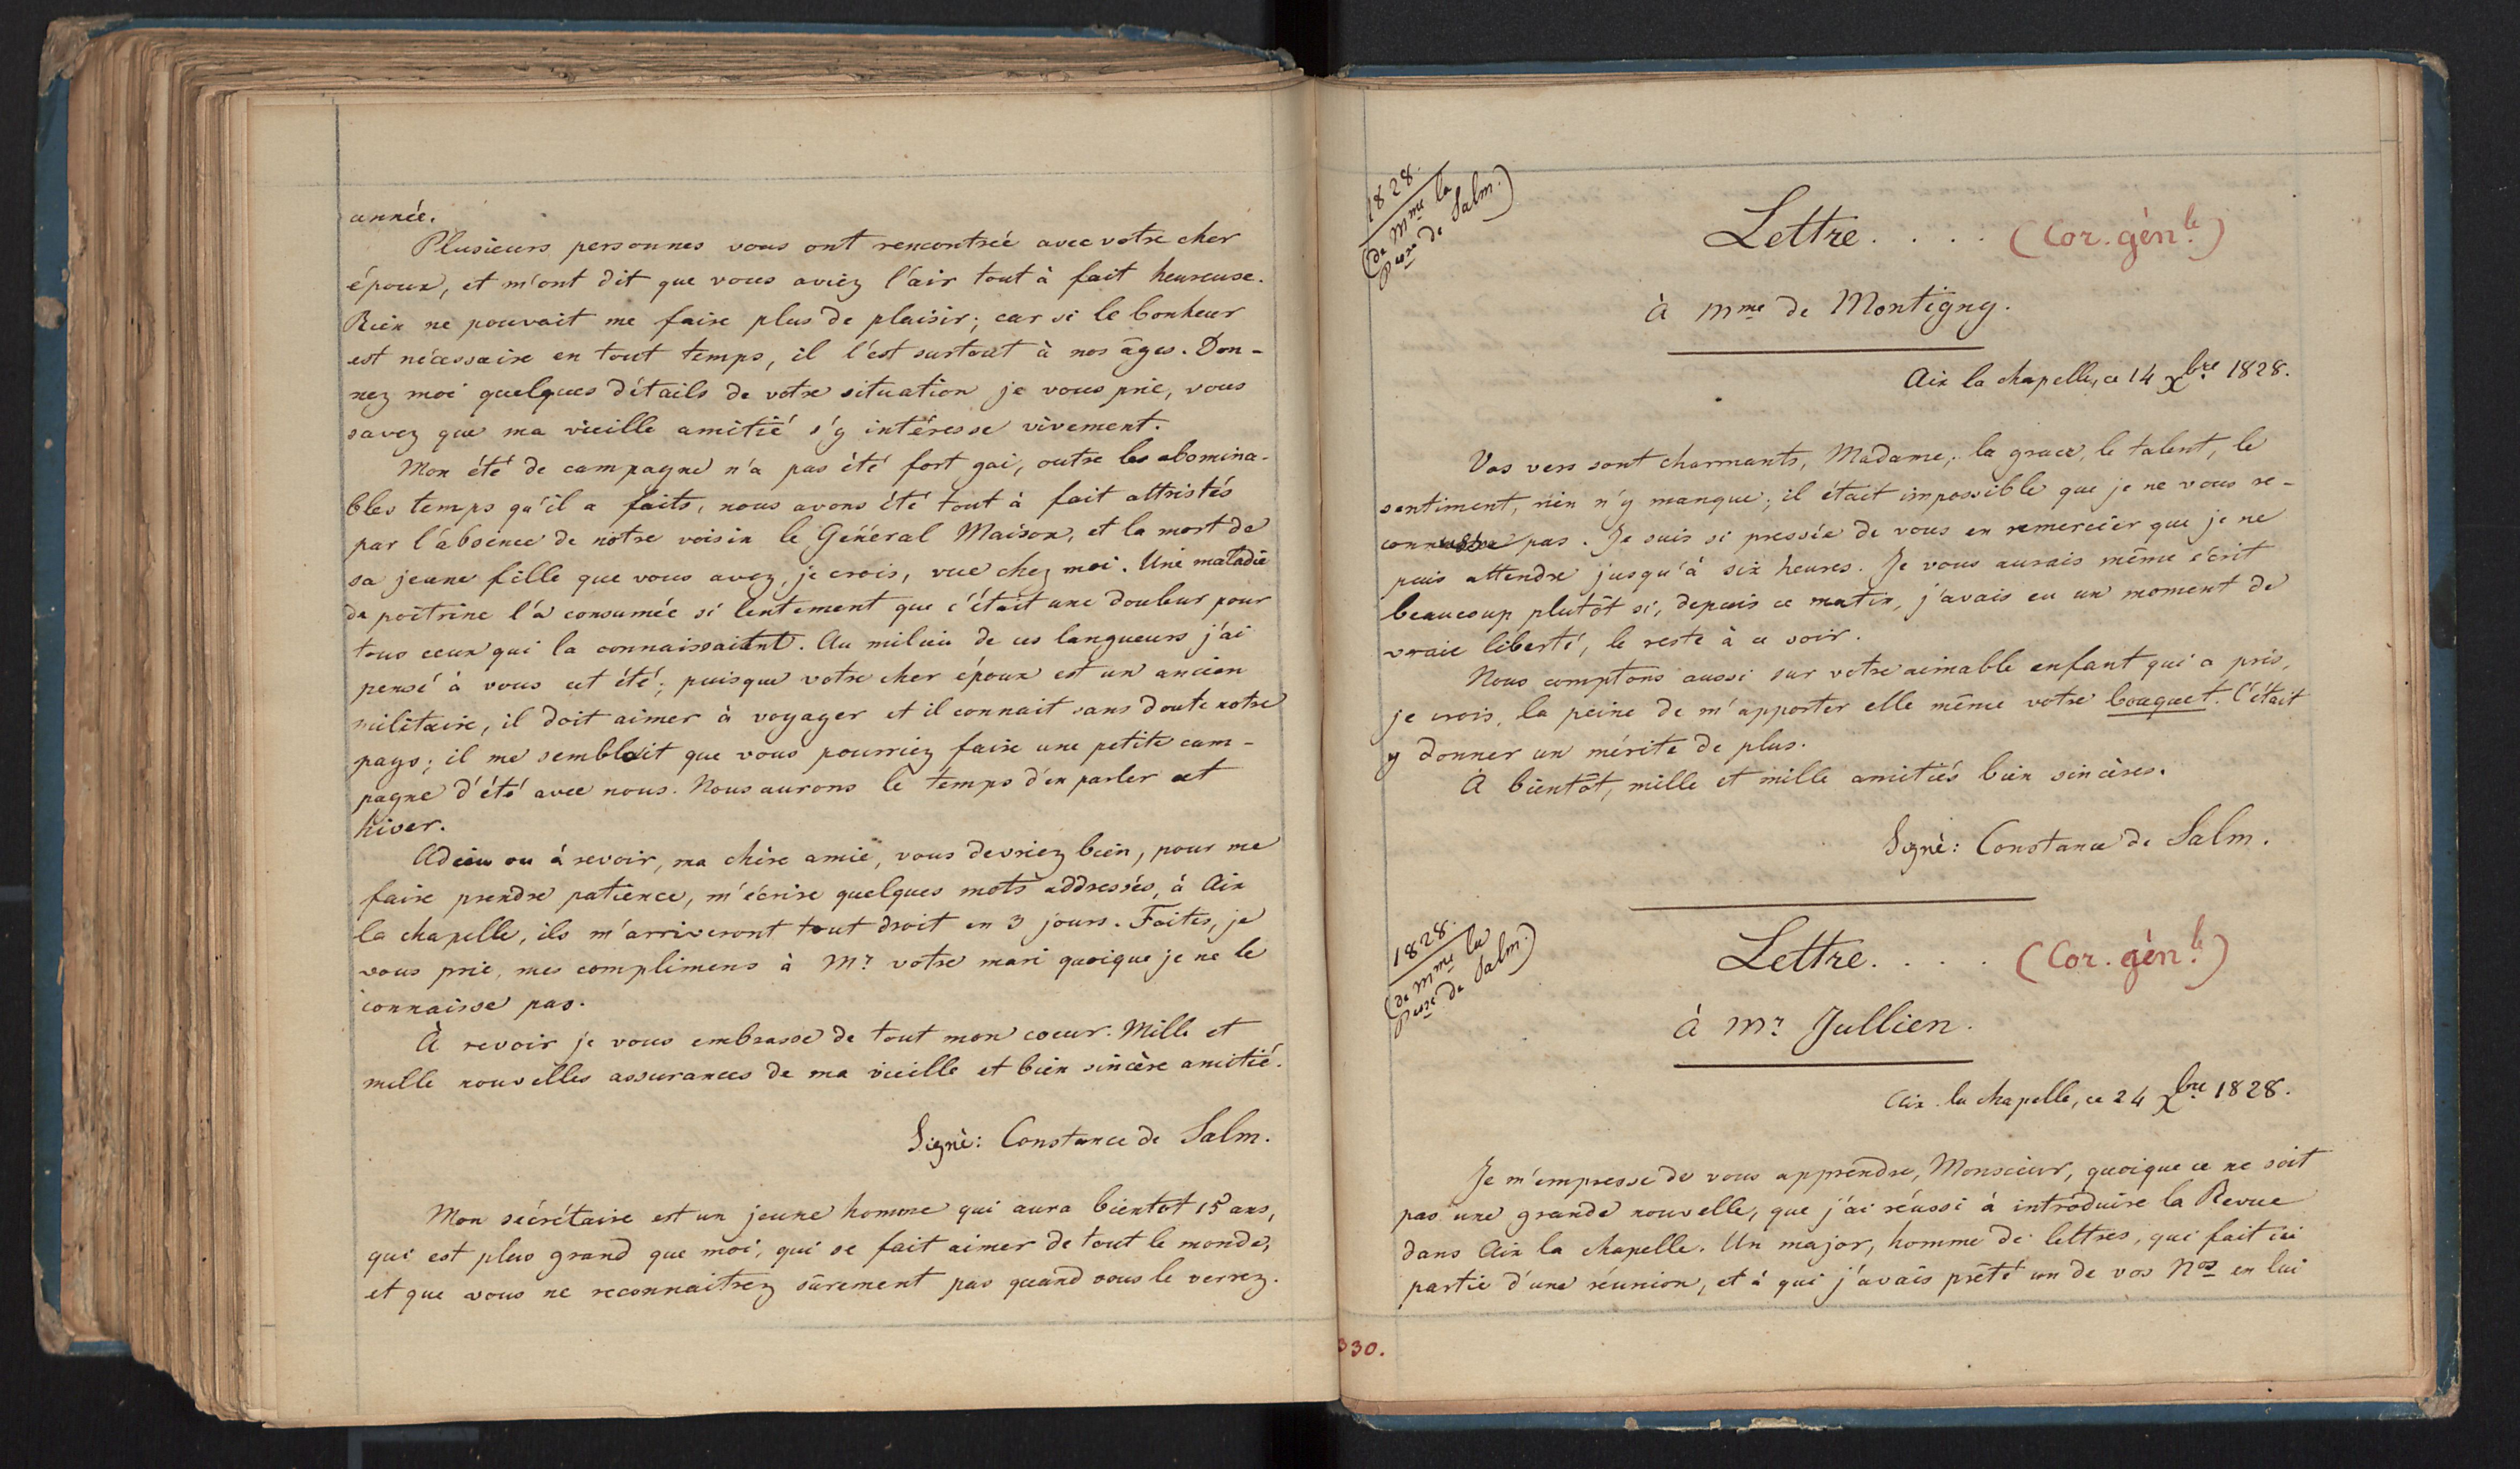 année.
Plusieurs personnes vous ont rencontrée avec votre cher
époux, et m'ont dit que vous aviez l'air tout à fait heureuse.
Rien ne pouvait me faire plus de plaisir; car si le bonheur
est nécessaire en tout temps, il l'est surtout à nos âges. Don-
nez moi quelques détails de votre situation je vous prie, vous
savez que ma vieille amitié s'y intéresse vivement.
Mon été de campagne n'a pas été fort gai, outre les abomina-
bles temps qu'il a faits, nous avons été tout à fait attristés
par l'absence de notre voisin le Général Maison, et la mort de
sa jeune fille que vous avez, je crois, vue chez moi. Une maladie
de poitrine l'a consumée si lentement que c'était une douleur pour
tous ceux qui la connaissaient. Au milieu de ces langueurs j'ai
pensé à vous cet été; puisque votre cher époux est un ancien
militaire, il doit aimer à voyager et il connait sans doute notre
pays; il me semblait que vous pourriez faire une petite cam-
pagne d'été avec nous. Nous aurons le temps d'en parler cet
hiver.
Adieu ou à revoir, ma chère amie, vous devriez bien, pour me
faire prendre patience, m'écrire quelques mots addressés, à Aix
la chapelle, ils m'arriveront tout droit en 3 jours. Faites, je
vous prie, mes complimens à Mr votre mari quoique je ne le
connaisse pas.
À revoir je vous embrasse de tout mon coeur. Mille et
mille nouvelles assurances de ma vieille et bien sincère amitié.
Signé: Constance de Salm.
Mon sécrétaire est un jeune homme qui aura bientot 15 ans,
qui est plus grand que moi, qui se fait aimer de tout le monde,
et que vous ne reconnaitrez sûrement pas quand vous le verrez.
1828.
(de Mme la
Pcsse de Salm.)
Lettre. . . . (Cor. génle)
à Mme de Montigny.
Aix la chapelle, ce 14 Xbre 1828.
Vos vers sont charmants, Madame; la grace, le talent, le
sentiment, rien n'y manque; il était impossible que je ne vous re-
connusse pas. Je suis si pressée de vous en remercier que je ne
puis attendre jusqu'à six heures. Je vous aurais même écrit
beaucoup plutôt si, depuis ce matin, j'avais eu un moment de
vraie liberté, le reste à ce soir.
Nous comptons aussi sur votre aimable enfant qui a pris,
je crois, la peine de m'apporter elle même votre bouquet. C'était
y donner un mérite de plus.
A bientôt, mille et mille amitiés bien sincères.
Signé: Constance de Salm.
1828.
(de Mme la
Pcsse de Salm.)
Lettre. . . . (Cor. génle)
à Mr Jullien.
Aix la chapelle, ce 24 Xbre 1828.
Je m'empresse de vous apprendre, Monsieur, quoique ce ne soit
pas une grande nouvelle, que j'ai réussi à introduire la Revue
dans Aix la chapelle. Un major, homme de lettres, qui fait ici
partie d'une réunion, et à qui j'avais prêté un de vos Nos en lui
330.